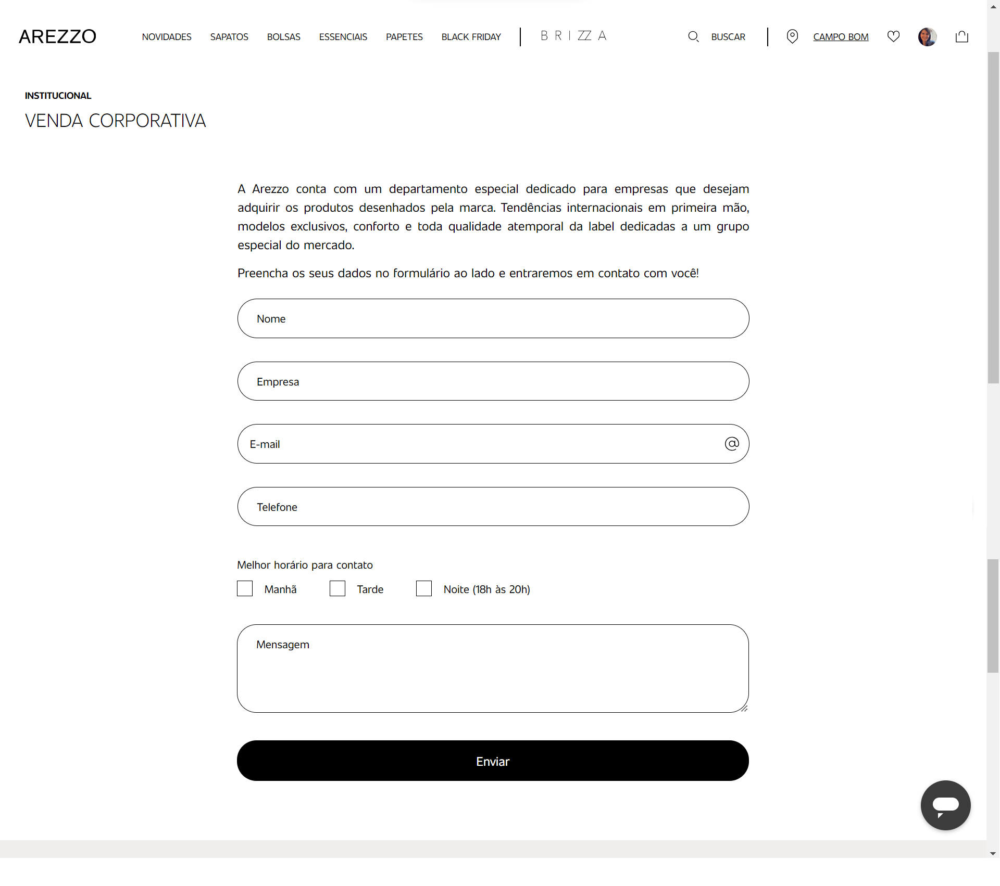 AREZZO NOVIDADES SAPATOS BOLSAS ESSENCIAIS PAPETES BLACK FRIDAY BRIZZA BUSCAR CAMPO BOM
INSTITUCIONAL
VENDA CORPORATIVA
A Arezzo conta com um departamento especial dedicado para empresas que desejam
adquirir os produtos desenhados pela marca. Tendências internacionais em primeira mão,
modelos exclusivos, conforto e toda qualidade atemporal da label dedicadas a um grupo
especial do mercado.
Preencha os seus dados no formulário ao lado e entraremos em contato com você!
Nome
Empresa
E-mail @
Telefone
Melhor horário para contato
Manhã Tarde Noite (18h às 20h)
Mensagem
Enviar